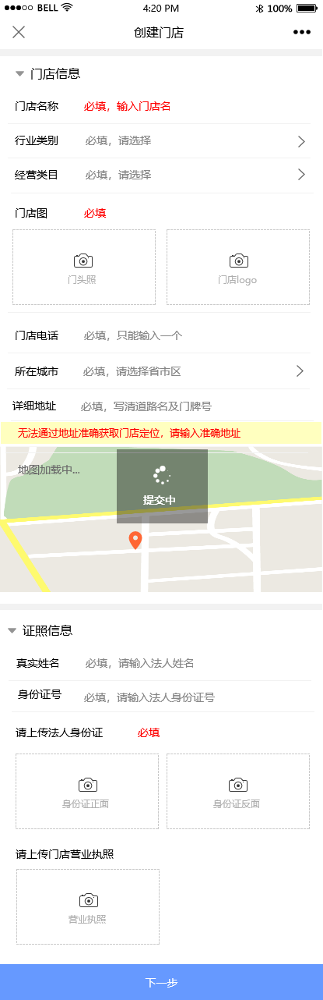 BELL 4:20 PM 100%
创建门店
门店信息
门店名称 必填，输入门店名
行业类别 必填，请选择
经营类目 必填，请选择
门店图 必填
门头照 门店logo
门店电话 必填，只能输入一个
所在城市 必填，请选择省市区
详细地址 必填，写清道路名及门牌号
无法通过地址准确获取门店定位，请输入准确地址
地图加载中...
提交中
证照信息
真实姓名 必填，请输入法人姓名
身份证号 必填，请输入法人身份证号
请上传法人身份证 必填
身份证正面 身份证反面
请上传门店营业执照
营业执照
下一步